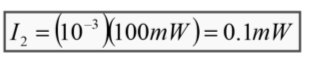 I₂ = (10⁻³)(100mW) = 0.1mW